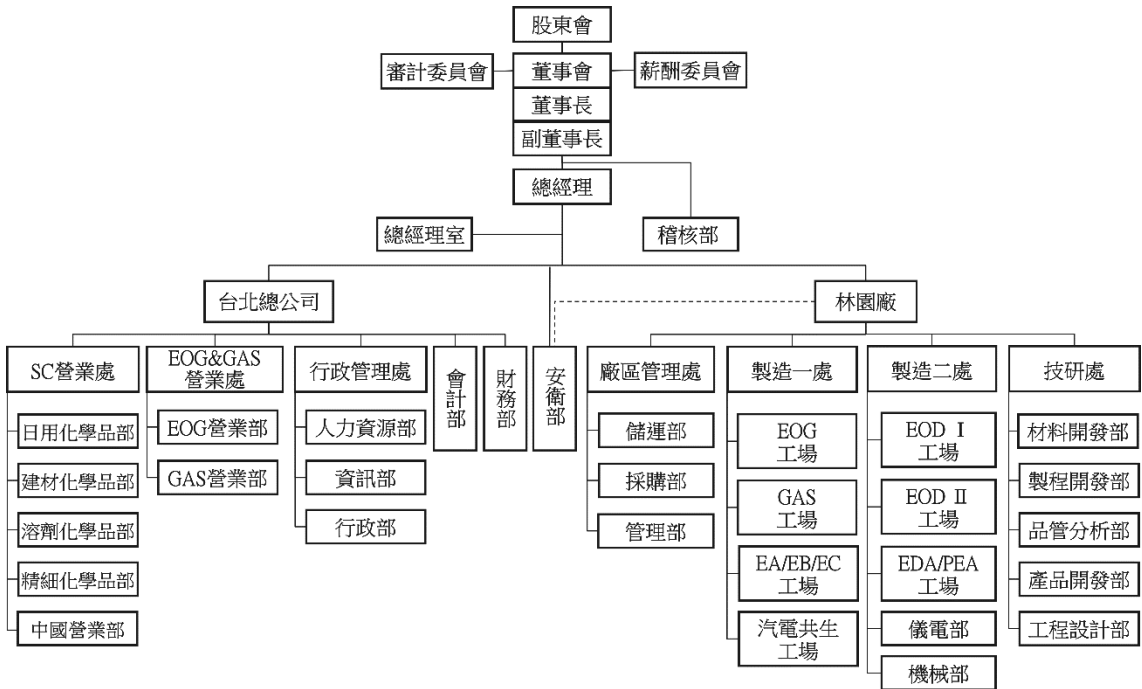 股東會
審計委員會
董事會
薪酬委員會
董事長
副董事長
總經理
總經理室
稽核部
台北總公司
林園廠
SC營業處
EOG&GAS
營業處
行政管理處
會計部
財務部
安衛部
廠區管理處
製造一處
製造二處
技研處
日用化學品部
建材化學品部
溶劑化學品部
精細化學品部
中國營業部
EOG營業部
GAS營業部
人力資源部
資訊部
行政部
儲運部
採購部
管理部
EOG
工場
GAS
工場
EA/EB/EC
工場
汽電共生
工場
EOD Ⅰ
工場
EOD Ⅱ
工場
EDA/PEA
工場
儀電部
機械部
材料開發部
製程開發部
品管分析部
產品開發部
工程設計部